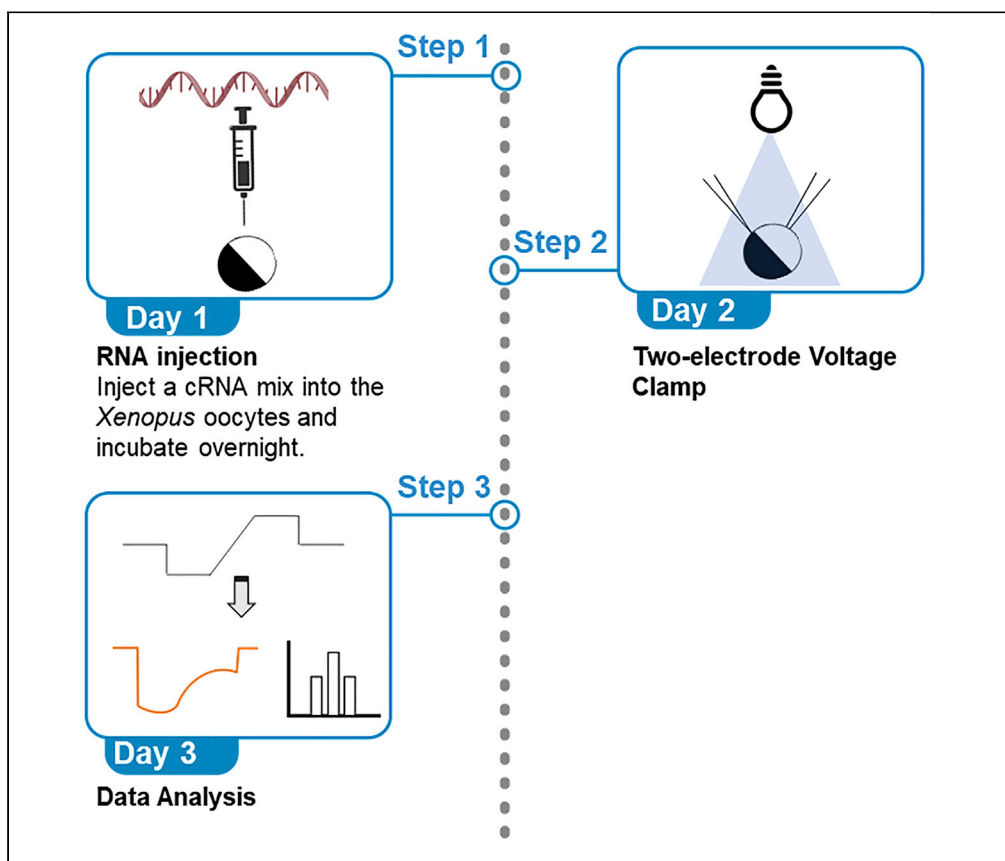 Step 1
Day 1
RNA injection
Inject a cRNA mix into the
Xenopus oocytes and
incubate overnight.
Step 2
Day 2
Two-electrode Voltage
Clamp
Step 3
Day 3
Data Analysis